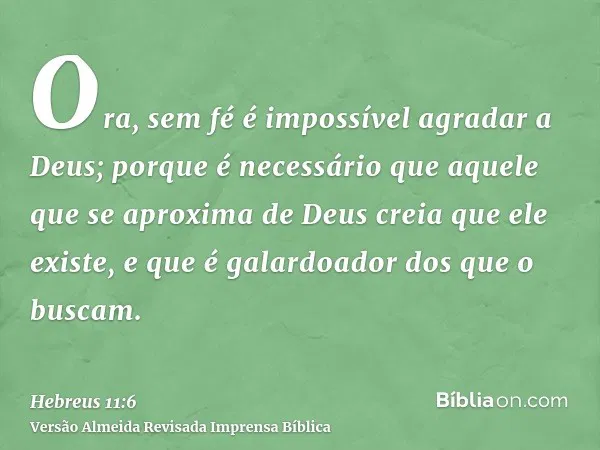 Ora, sem fé é impossível agradar a
Deus; porque é necessário que aquele
que se aproxima de Deus creia que ele
existe, e que é galardoador dos que o
buscam.
Hebreus 11:6
Versão Almeida Revisada Imprensa Bíblica
Bíbliaon.com